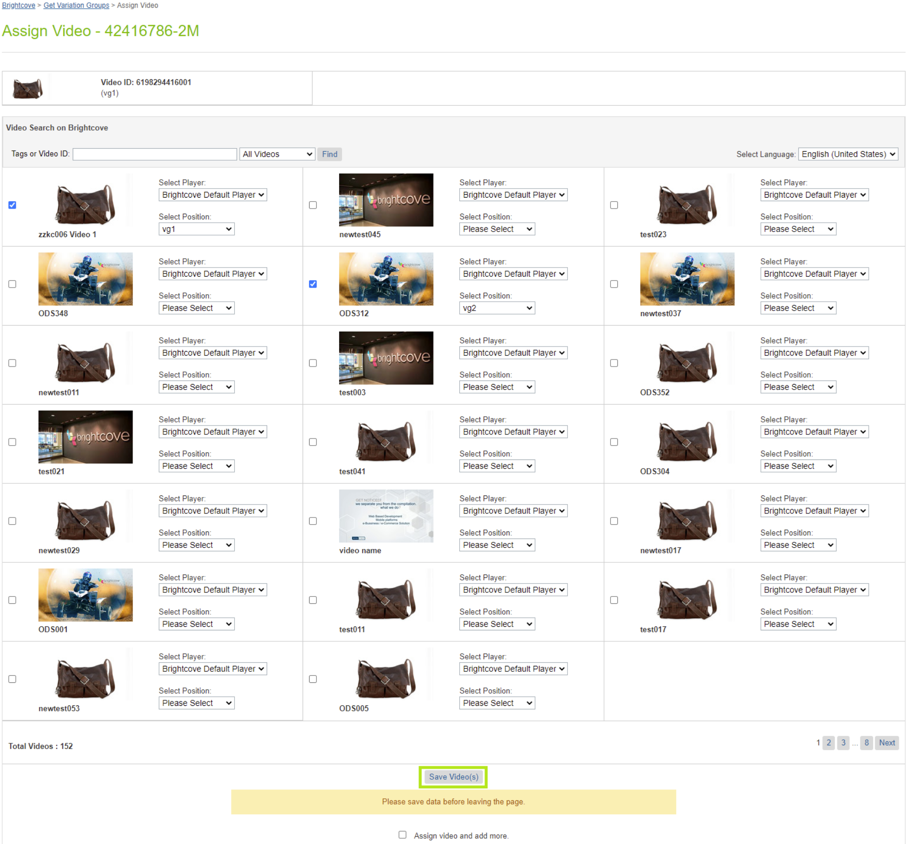 Brightcove > Get Variation Groups > Assign Video
Assign Video - 42416786-2M
Video ID: 6198294416001
(vg1)
Video Search on Brightcove
Tags or Video ID: All Videos Find Select Language: English (United States)
Select Player: Select Player: Select Player:
Brightcove Default Player brightcove Brightcove Default Player Brightcove Default Player
Select Position: Select Position: Select Position:
vg1 Please Select Please Select
zzkc006 Video 1 newtest045 test023
Select Player: Select Player: Select Player:
Brightcove Default Player Brightcove Default Player Brightcove Default Player
Select Position: Select Position: Select Position:
Please Select vg2 Please Select
ODS348 ODS312 newtest037
Select Player: Select Player: Select Player:
Brightcove Default Player brightcove Brightcove Default Player Brightcove Default Player
Select Position: Select Position: Select Position:
Please Select Please Select Please Select
newtest011 test003 ODS352
Select Player: Select Player: Select Player:
brightcove Brightcove Default Player Brightcove Default Player Brightcove Default Player
Select Position: Select Position: Select Position:
Please Select Please Select Please Select
test021 test041 ODS304
Select Player: Select Player: Select Player:
Brightcove Default Player Brightcove Default Player Brightcove Default Player
Select Position: Select Position: Select Position:
Please Select Please Select Please Select
newtest029 video name newtest017
Select Player: Select Player: Select Player:
Brightcove Default Player Brightcove Default Player Brightcove Default Player
Select Position: Select Position: Select Position:
Please Select Please Select Please Select
ODS001 test011 test017
Select Player: Select Player:
Brightcove Default Player Brightcove Default Player
Select Position: Select Position:
Please Select Please Select
newtest053 ODS005
Total Videos : 152 1 2 3 ... 8 Next
Save Video(s)
Please save data before leaving the page.
Assign video and add more.